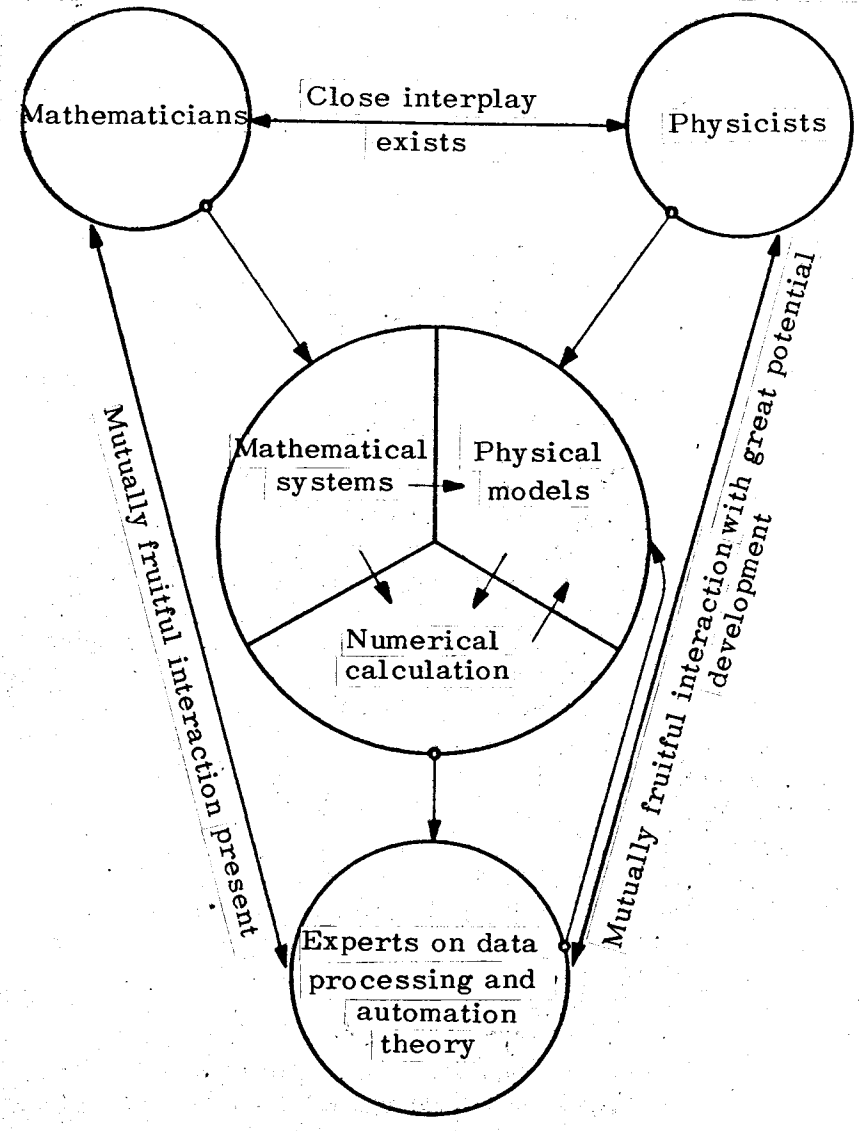 Mathematicians
Close interplay
exists
Physicists
Mathematical
systems
Physical
models
Numerical
calculation
Mutually fruitful interaction present
Mutually fruitful interaction with great potential
development
Experts on data
processing and
automation
theory